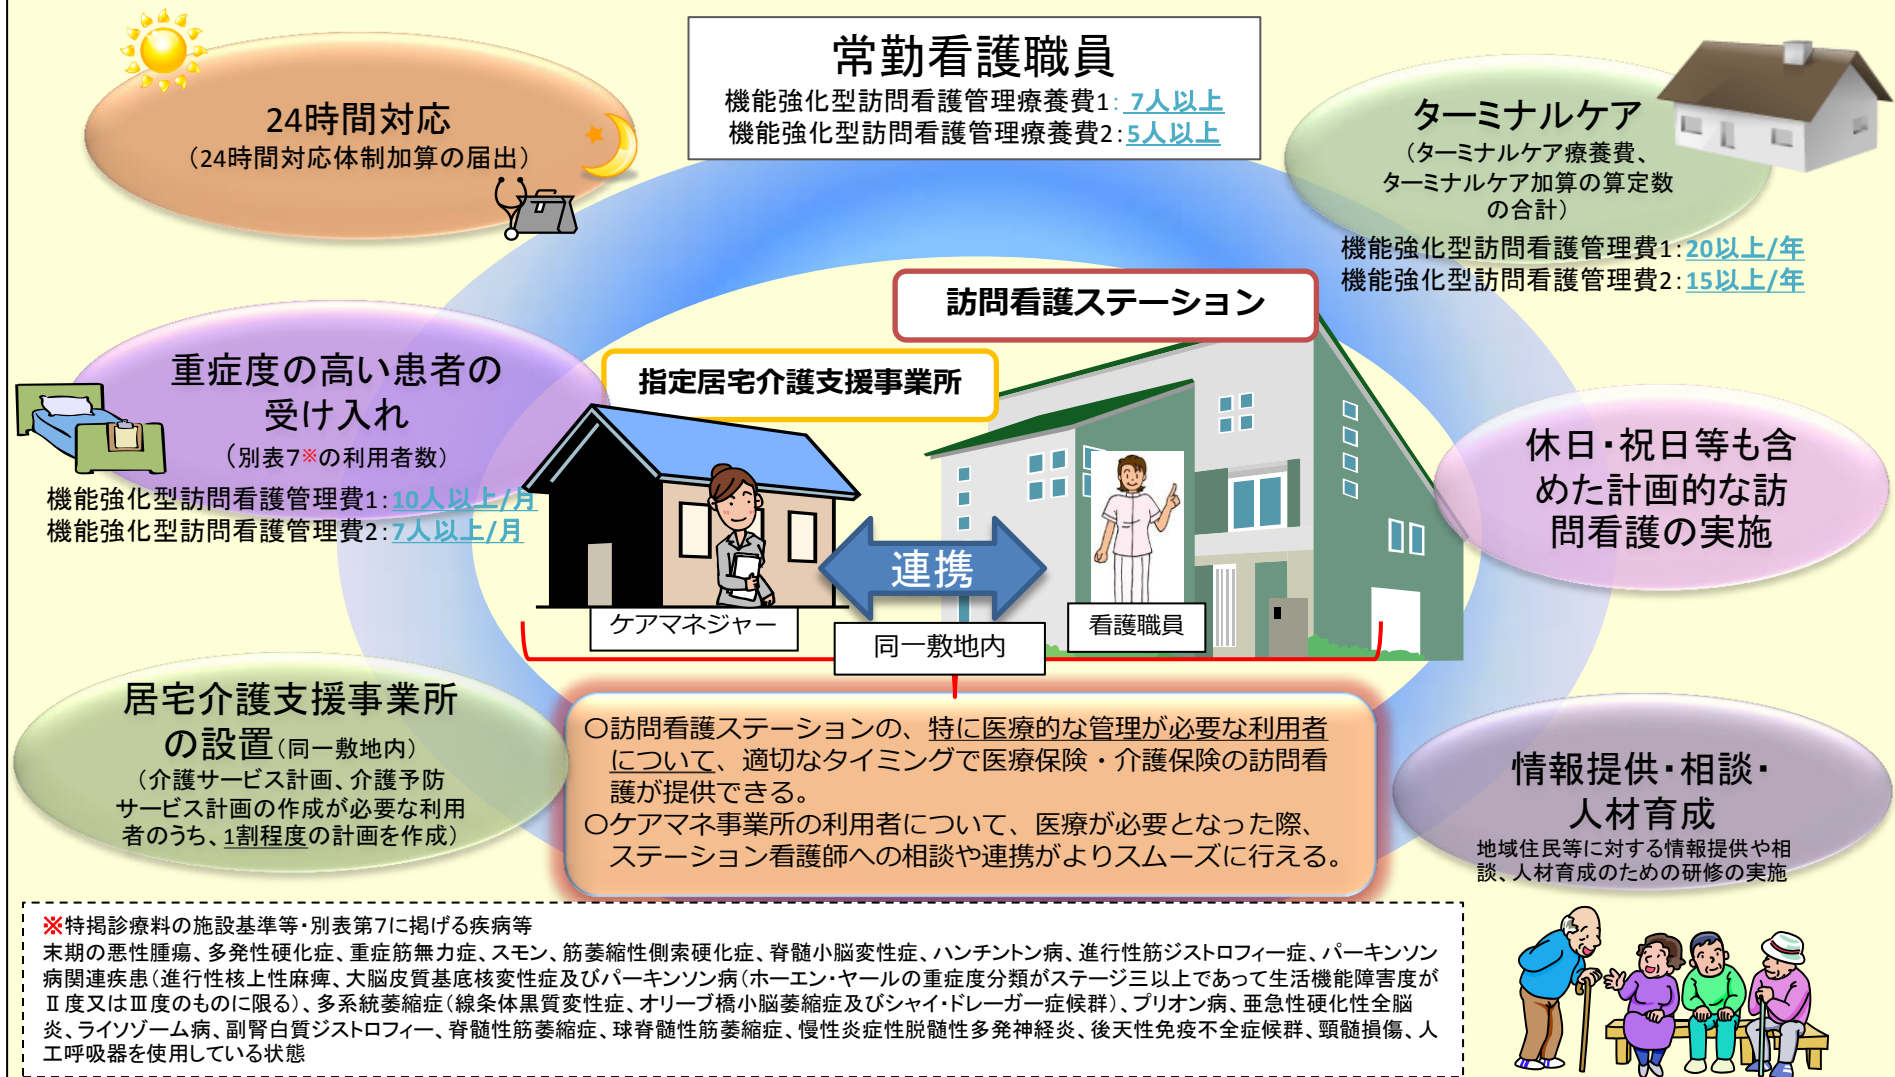 24時間対応
（24時間対応体制加算の届出）
常勤看護職員
機能強化型訪問看護管理療養費1： 7人以上
機能強化型訪問看護管理療養費2：5人以上
ターミナルケア
（ターミナルケア療養費、
ターミナルケア加算の算定数
の合計）
機能強化型訪問看護管理費1：20以上/年
機能強化型訪問看護管理費2：15以上/年
訪問看護ステーション
指定居宅介護支援事業所
重症度の高い患者の
受け入れ
（別表7※の利用者数）
機能強化型訪問看護管理費1：10人以上/月
機能強化型訪問看護管理費2：7人以上/月
休日・祝日等も含
めた計画的な訪
問看護の実施
連携
ケアマネジャー
看護職員
同一敷地内
居宅介護支援事業所
の設置（同一敷地内）
（介護サービス計画、介護予防
サービス計画の作成が必要な利用
者のうち、1割程度の計画を作成）
○訪問看護ステーションの、特に医療的な管理が必要な利用者
について、適切なタイミングで医療保険・介護保険の訪問看
護が提供できる。
○ケアマネ事業所の利用者について、医療が必要となった際、
ステーション看護師への相談や連携がよりスムーズに行える。
情報提供・相談・
人材育成
地域住民等に対する情報提供や相
談、人材育成のための研修の実施
※特掲診療料の施設基準等・別表第7に掲げる疾病等
末期の悪性腫瘍、多発性硬化症、重症筋無力症、スモン、筋萎縮性側索硬化症、脊髄小脳変性症、ハンチントン病、進行性筋ジストロフィー症、パーキンソン
病関連疾患（進行性核上性麻痺、大脳皮質基底核変性症及びパーキンソン病（ホーエン・ヤールの重症度分類がステージ三以上であって生活機能障害度が
Ⅱ度又はⅢ度のものに限る）、多系統萎縮症（線条体黒質変性症、オリーブ橋小脳萎縮症及びシャイ・ドレーガー症候群）、プリオン病、亜急性硬化性全脳
炎、ライソゾーム病、副腎白質ジストロフィー、脊髄性筋萎縮症、球脊髄性筋萎縮症、慢性炎症性脱髄性多発神経炎、後天性免疫不全症候群、頸髄損傷、人
工呼吸器を使用している状態